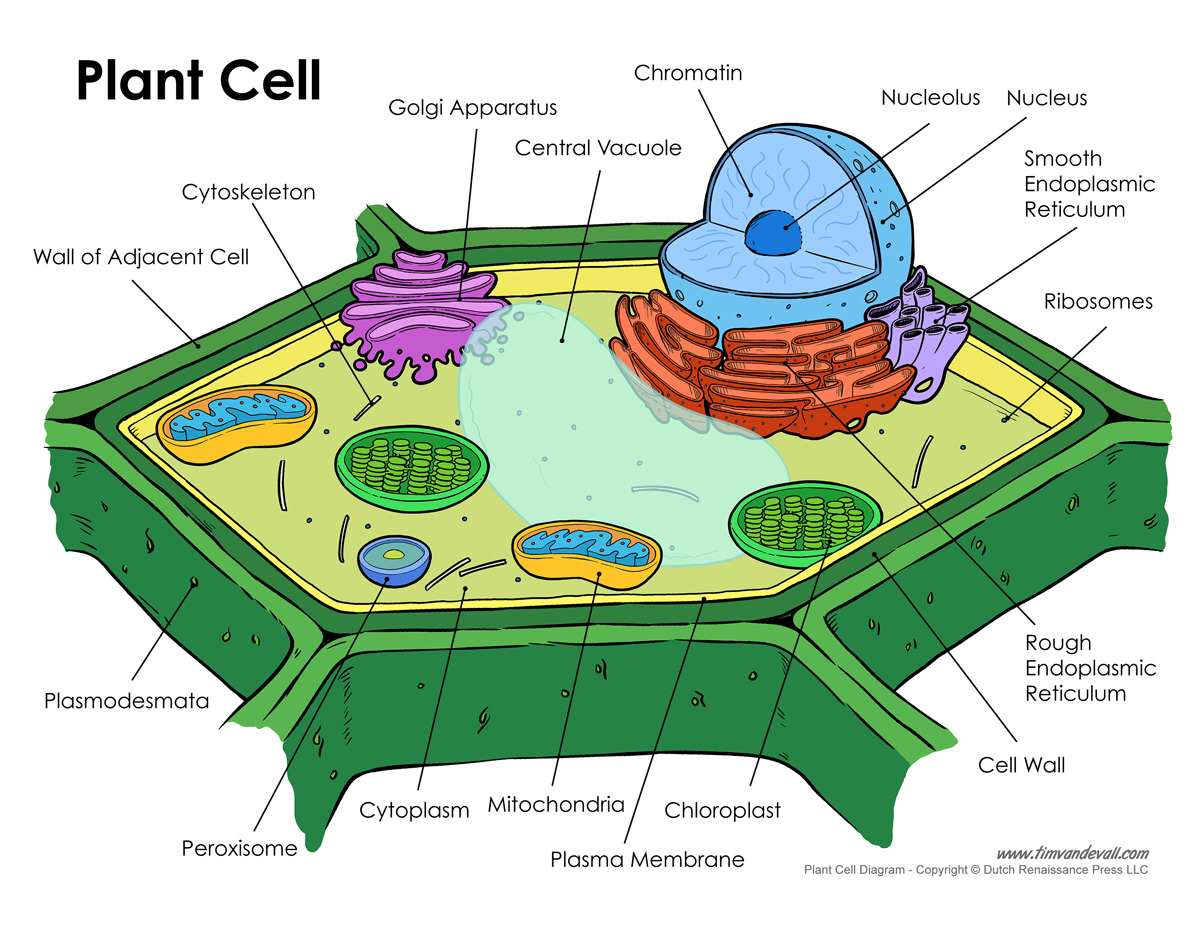 Plant Cell
Chromatin
Nucleolus
Nucleus
Golgi Apparatus
Central Vacuole
Smooth
Endoplasmic
Reticulum
Cytoskeleton
Wall of Adjacent Cell
Ribosomes
Rough
Endoplasmic
Reticulum
Plasmodesmata
Cell Wall
Cytoplasm
Mitochondria
Chloroplast
Peroxisome
Plasma Membrane
www.timvandevall.com
Plant Cell Diagram - Copyright © Dutch Renaissance Press LLC